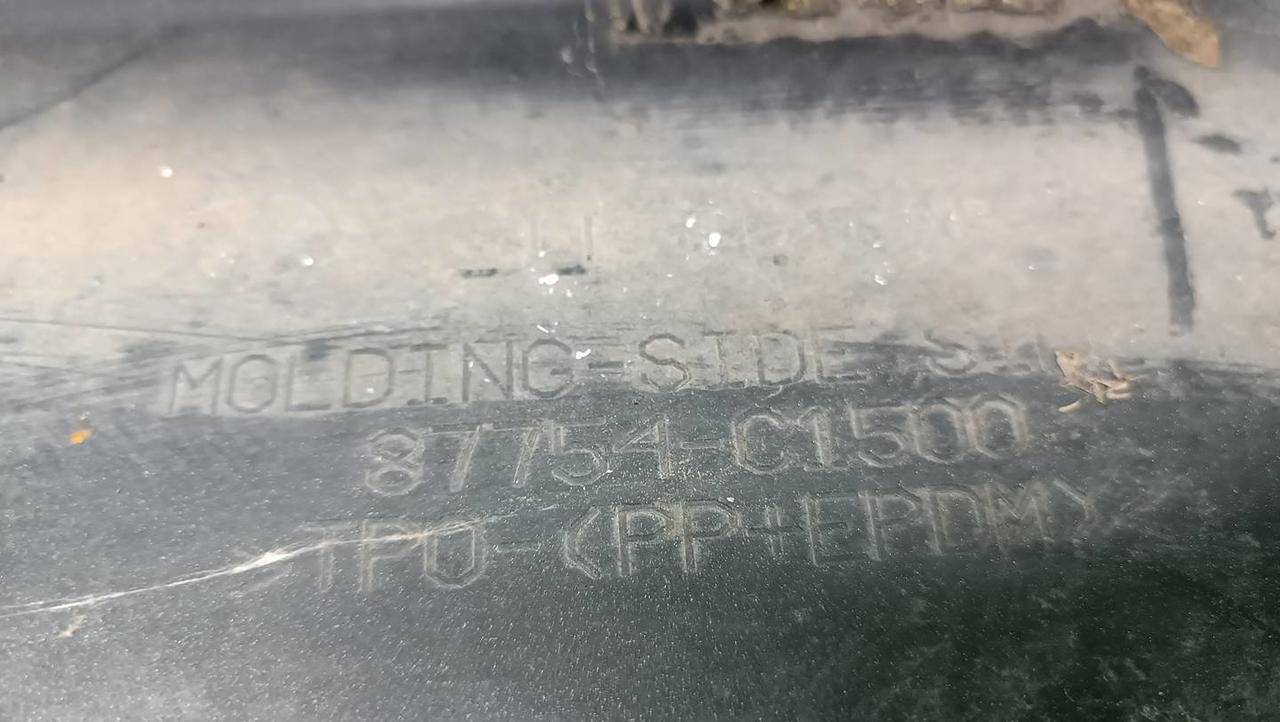 MOLDING-SIDE
87754-C1500
TPO-(PP+EPDM)